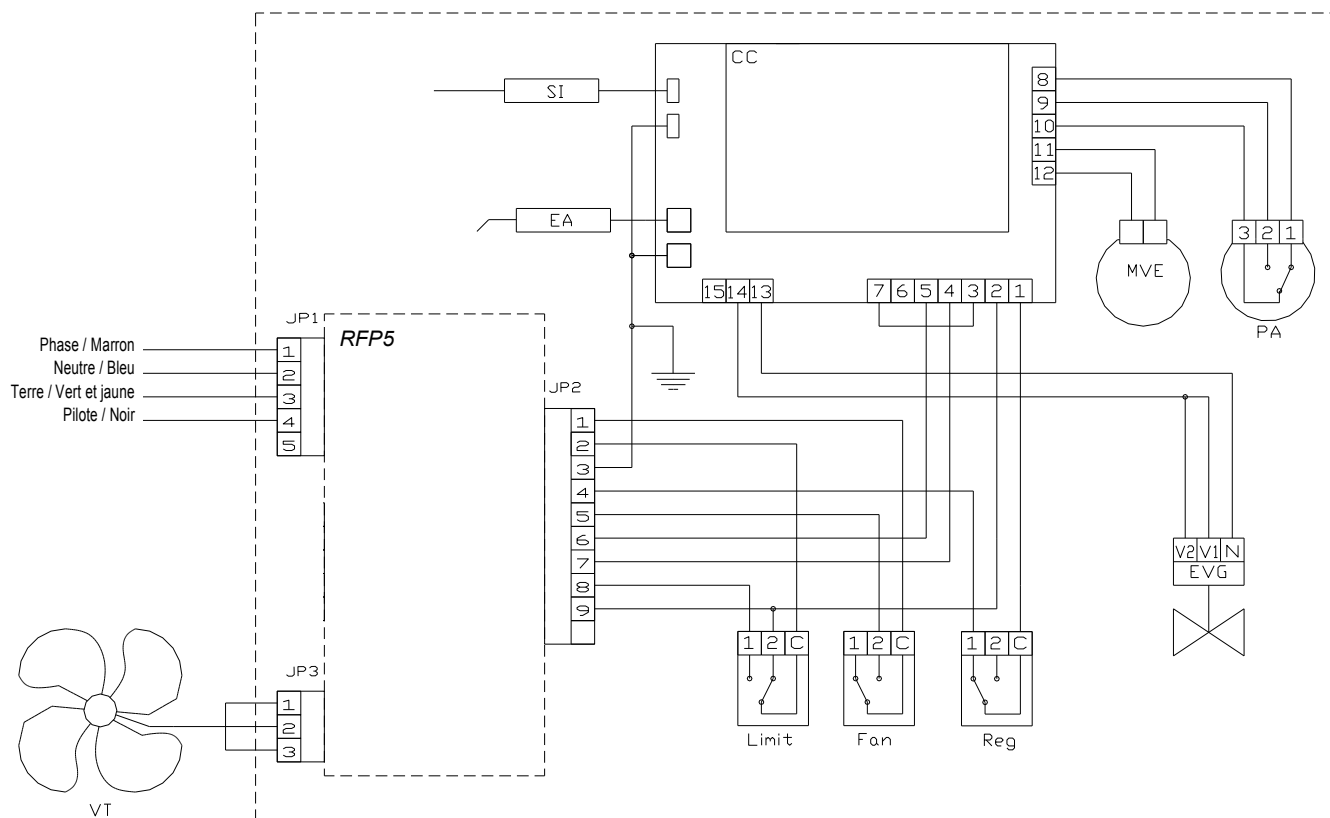 CC
SI
8
9
10
11
12
EA
3 2 1
MVE
PA
15 14 13
7 6 5 4 3 2 1
JP1
RFP5
Phase / Marron
Neutre / Bleu
Terre / Vert et jaune
Pilote / Noir
1
2
3
4
5
JP2
1
2
3
4
5
6
7
8
9
V2 V1 N
EVG
1 2 C
Limit
1 2 C
Fan
1 2 C
Reg
JP3
1
2
3
VT